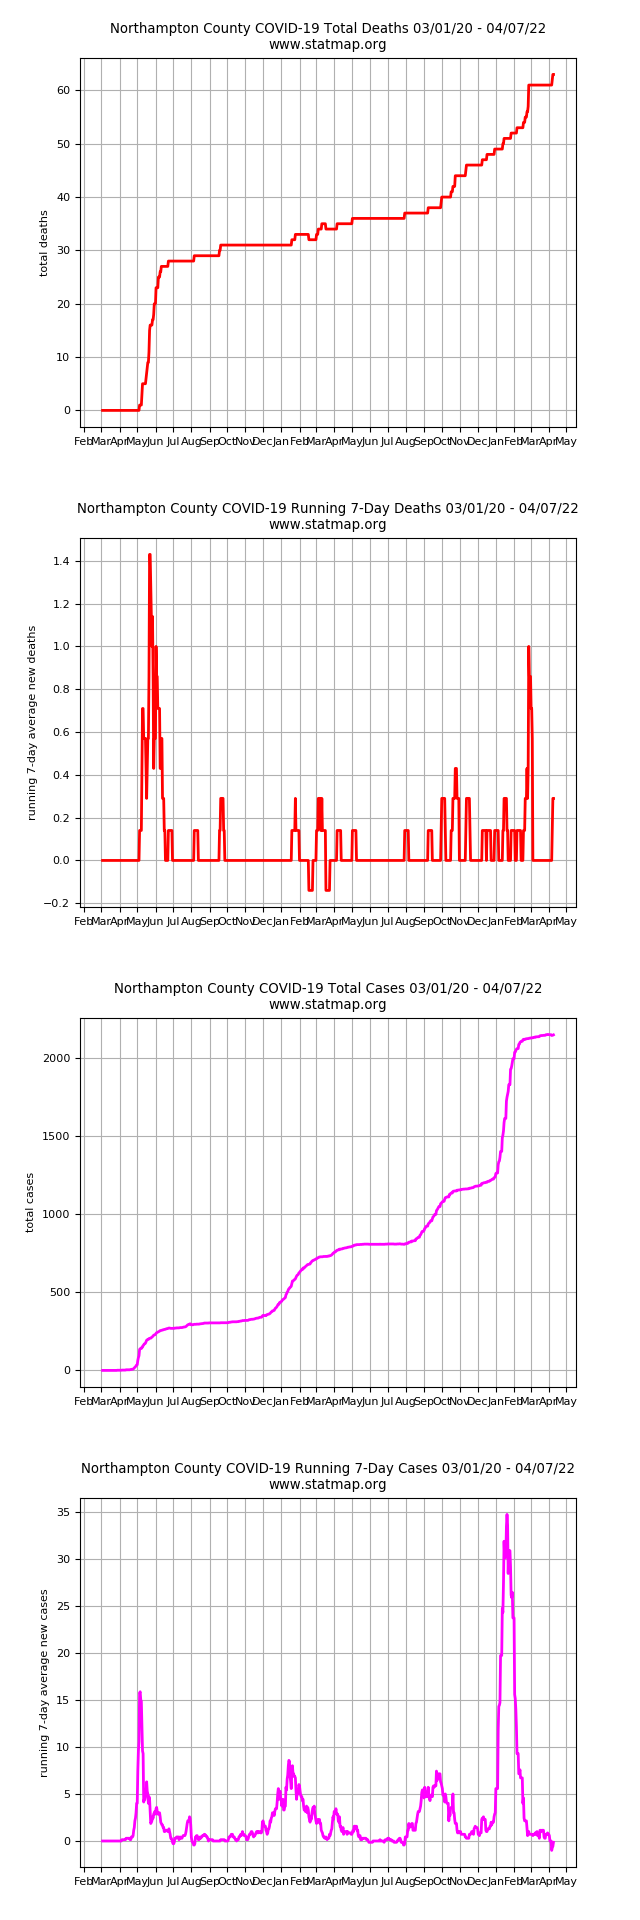 Northampton County COVID-19 Total Deaths 03/01/20 - 04/07/22
www.statmap.org
60
50
40
30
20
10
0
total deaths
Feb Mar Apr May Jun Jul Aug Sep Oct Nov Dec Jan Feb Mar Apr May Jun Jul Aug Sep Oct Nov Dec Jan Feb Mar Apr May
Northampton County COVID-19 Running 7-Day Deaths 03/01/20 - 04/07/22
www.statmap.org
1.4
1.2
1.0
0.8
0.6
0.4
0.2
0.0
−0.2
running 7-day average new deaths
Feb Mar Apr May Jun Jul Aug Sep Oct Nov Dec Jan Feb Mar Apr May Jun Jul Aug Sep Oct Nov Dec Jan Feb Mar Apr May
Northampton County COVID-19 Total Cases 03/01/20 - 04/07/22
www.statmap.org
2000
1500
1000
500
0
total cases
Feb Mar Apr May Jun Jul Aug Sep Oct Nov Dec Jan Feb Mar Apr May Jun Jul Aug Sep Oct Nov Dec Jan Feb Mar Apr May
Northampton County COVID-19 Running 7-Day Cases 03/01/20 - 04/07/22
www.statmap.org
35
30
25
20
15
10
5
0
running 7-day average new cases
Feb Mar Apr May Jun Jul Aug Sep Oct Nov Dec Jan Feb Mar Apr May Jun Jul Aug Sep Oct Nov Dec Jan Feb Mar Apr May